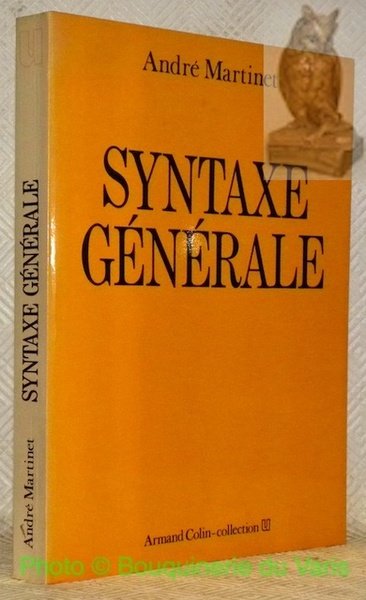 André Martinet
SYNTAXE
GÉNÉRALE
Armand Colin-collection U
André Martinet SYNTAXE GÉNÉRALE
U
Photo © Bouquinerie du Varis